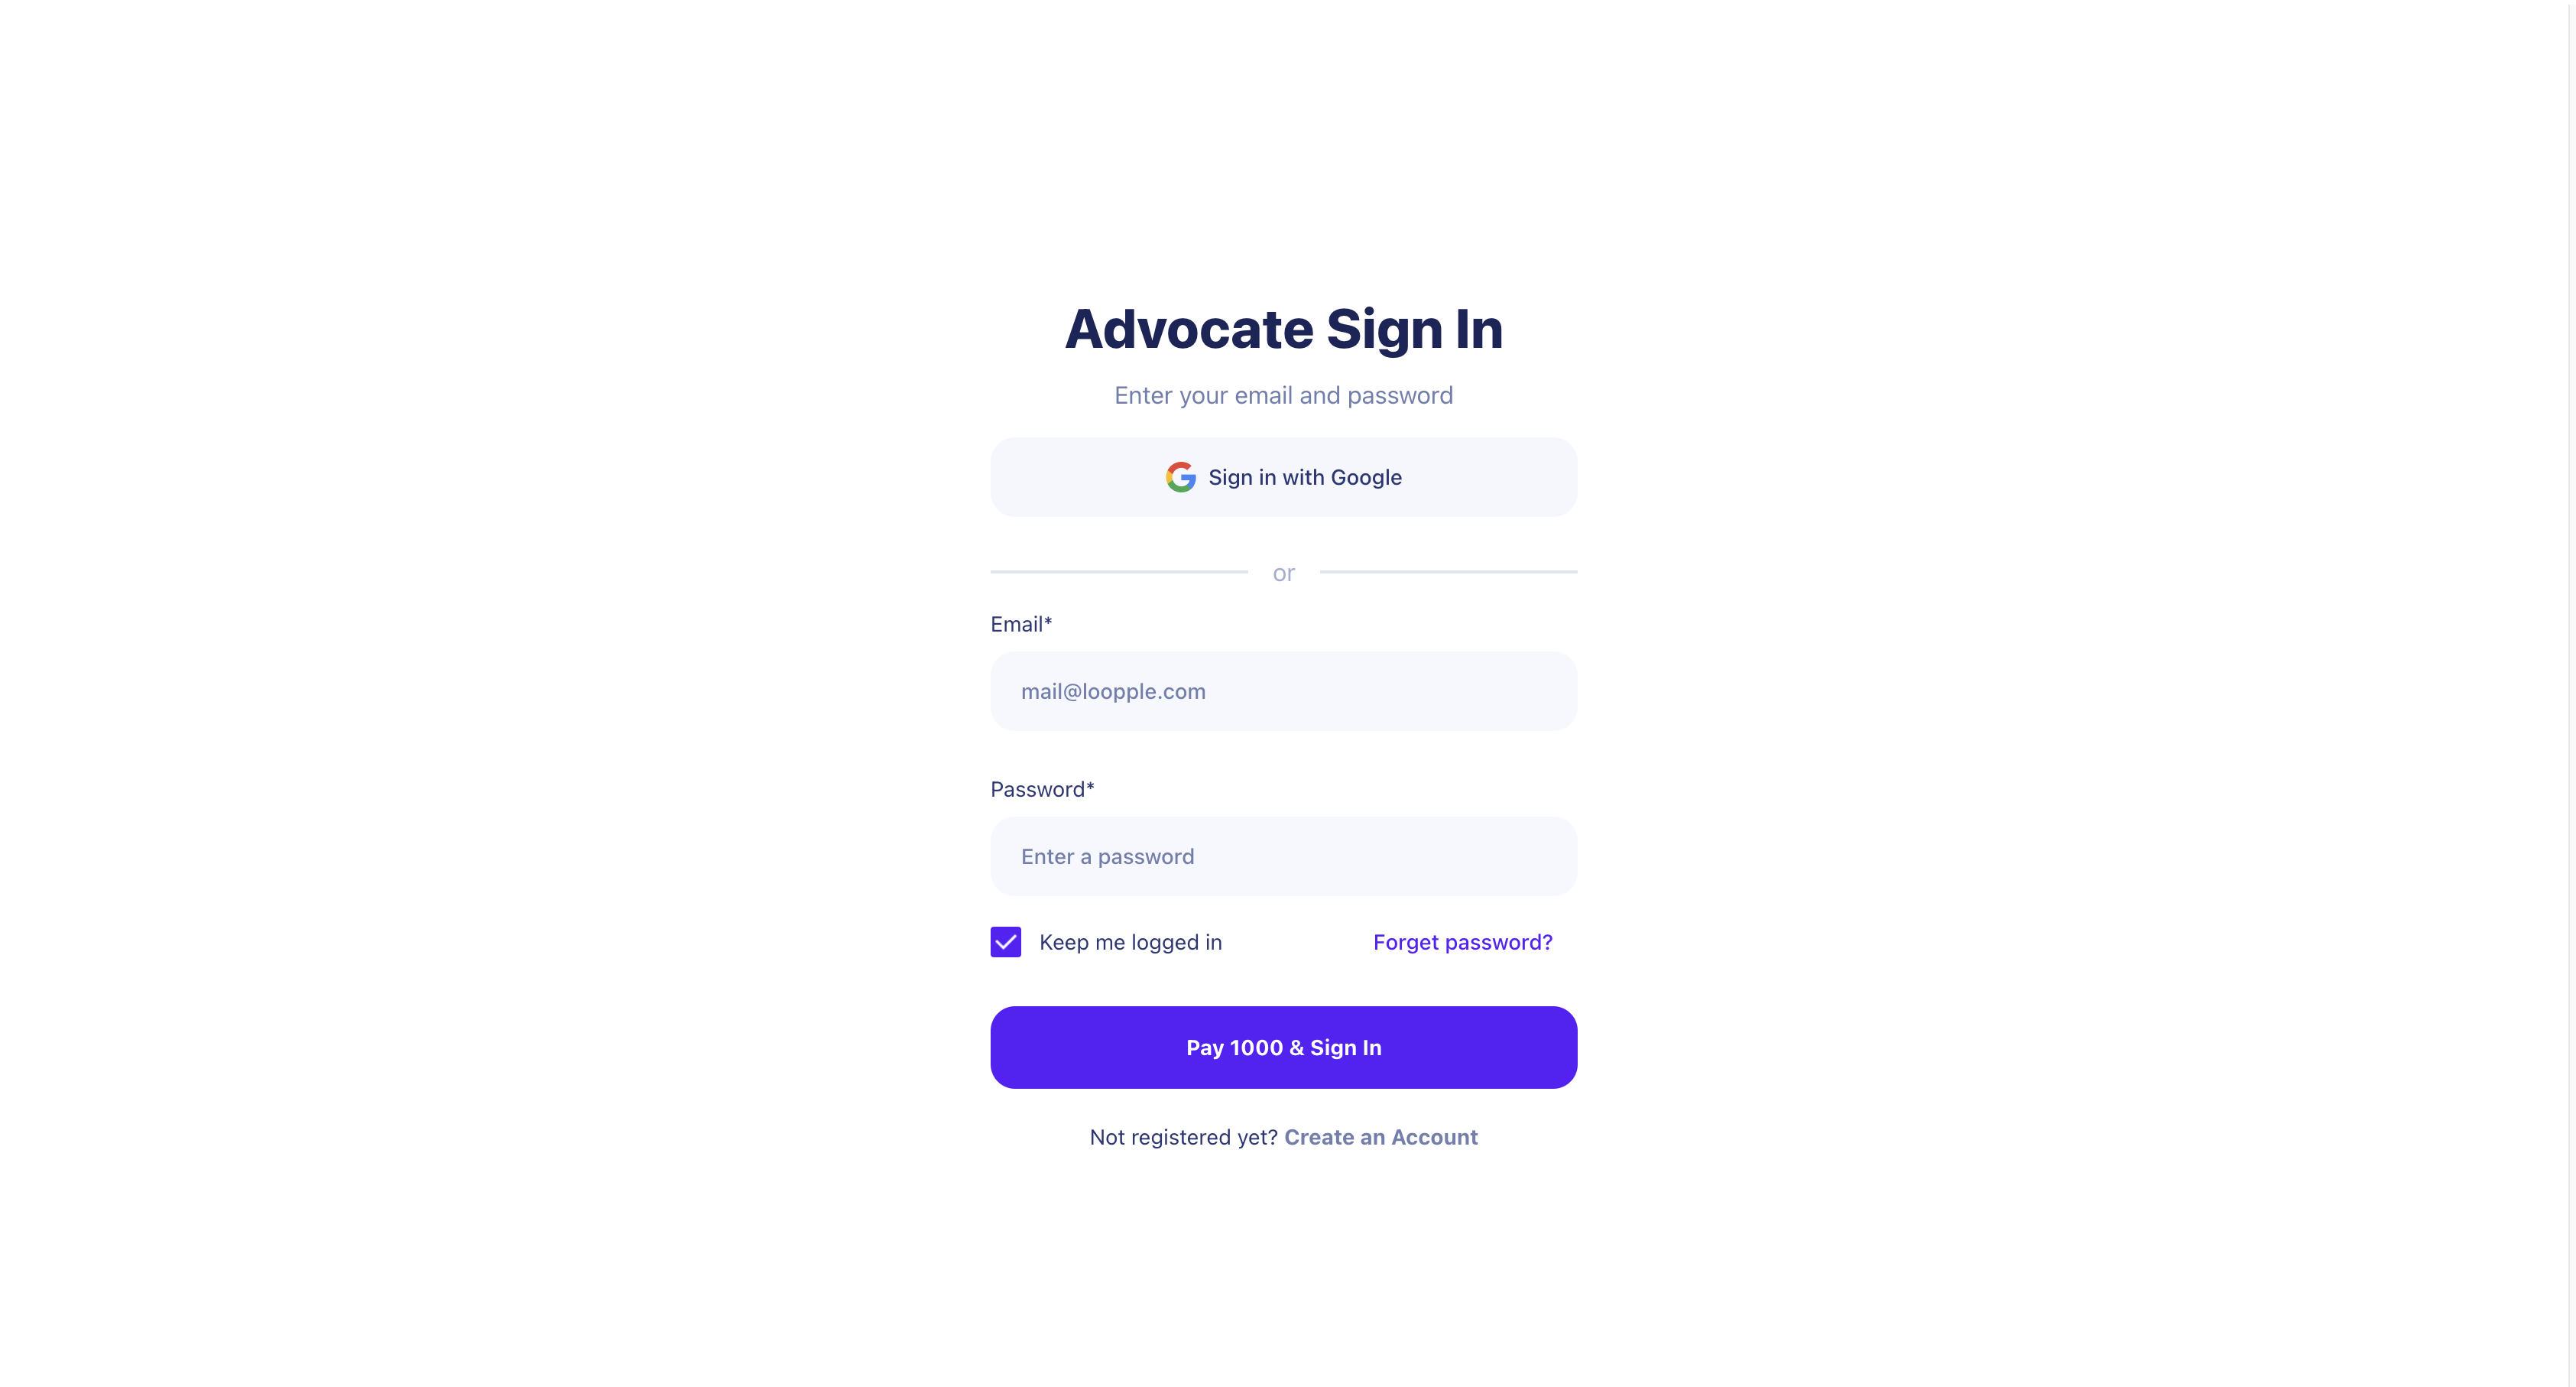 Advocate Sign In
Enter your email and password
Sign in with Google
or
Email*
mail@loopple.com
Password*
Enter a password
Keep me logged in Forget password?
Pay 1000 & Sign In
Not registered yet? Create an Account